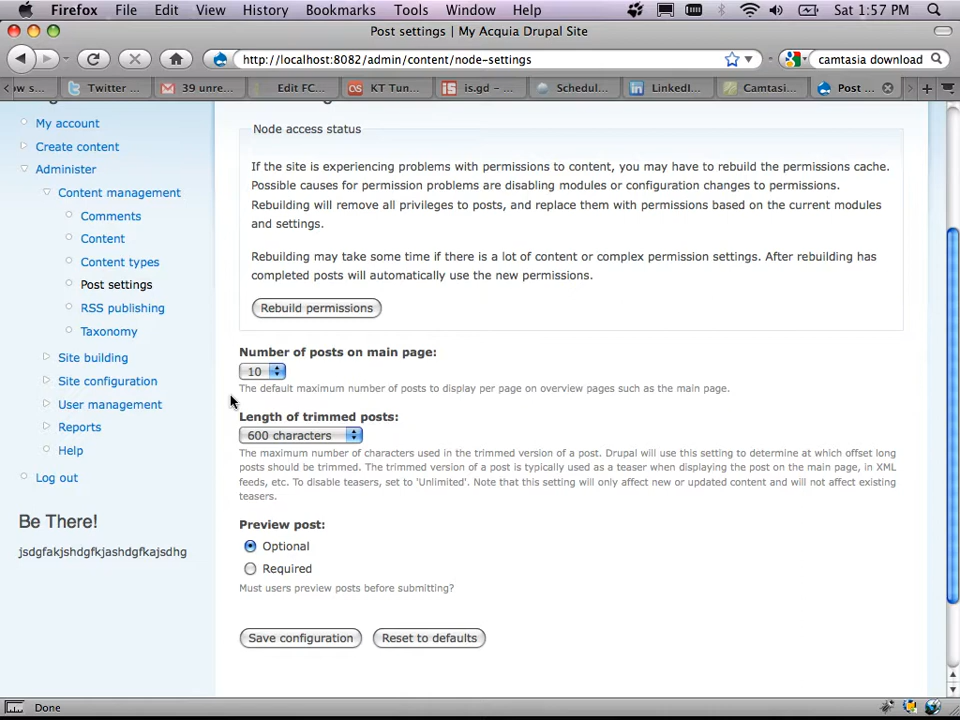 Firefox File Edit View History Bookmarks Tools Window Help Sat 1:57 PM
Post settings | My Acquia Drupal Site
http://localhost:8082/admin/content/node-settings
camtasia download
ow s... Twitter ... 39 unre... Edit FC... KT Tun... is.gd – ... Schedul... LinkedI... Camtasi... Post ...
My account
Create content
Administer
Content management
Comments
Content
Content types
Post settings
RSS publishing
Taxonomy
Site building
Site configuration
User management
Reports
Help
Log out
Be There!
jsdgfakjshdgfkjashdgfkajsdhg
Node access status
If the site is experiencing problems with permissions to content, you may have to rebuild the permissions cache.
Possible causes for permission problems are disabling modules or configuration changes to permissions.
Rebuilding will remove all privileges to posts, and replace them with permissions based on the current modules
and settings.
Rebuilding may take some time if there is a lot of content or complex permission settings. After rebuilding has
completed posts will automatically use the new permissions.
Rebuild permissions
Number of posts on main page:
10
The default maximum number of posts to display per page on overview pages such as the main page.
Length of trimmed posts:
600 characters
The maximum number of characters used in the trimmed version of a post. Drupal will use this setting to determine at which offset long
posts should be trimmed. The trimmed version of a post is typically used as a teaser when displaying the post on the main page, in XML
feeds, etc. To disable teasers, set to 'Unlimited'. Note that this setting will only affect new or updated content and will not affect existing
teasers.
Preview post:
Optional
Required
Must users preview posts before submitting?
Save configuration Reset to defaults
Done